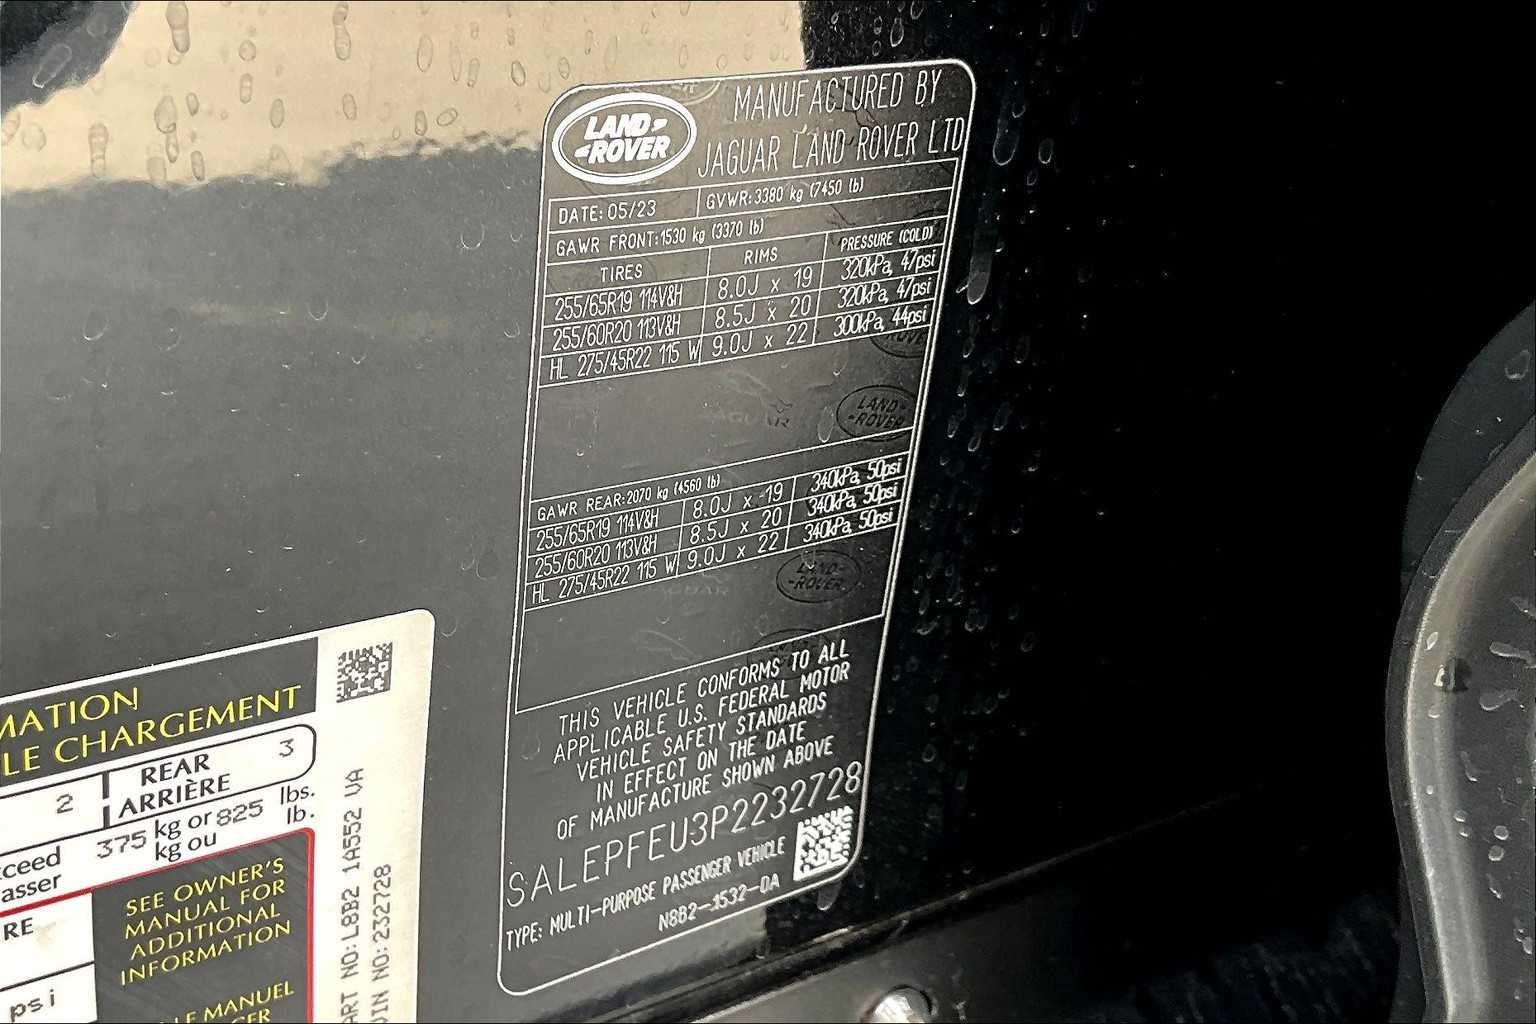 LAND-
-ROVER
MANUFACTURED BY
JAGUAR LAND ROVER LTD
DATE: 05/23
GVWR: 3380 kg (7450 lb)
GAWR FRONT: 1530 kg (3370 lb)
TIRES RIMS PRESSURE (COLD)
255/65R19 114V&H 8.0J x 19 320kPa, 47psi
255/60R20 113V&H 8.5J x 20 320kPa, 47psi
HL 275/45R22 115 W 9.0J x 22 300kPa, 44psi
JAGUAR
LAND-
-ROVER
GAWR REAR: 2070 kg (4560 lb)
255/65R19 114V&H 8.0J x 19 340kPa, 50psi
255/60R20 113V&H 8.5J x 20 340kPa, 50psi
HL 275/45R22 115 W 9.0J x 22 340kPa, 50psi
LAND-
-ROVER
THIS VEHICLE CONFORMS TO ALL
APPLICABLE U.S. FEDERAL MOTOR
VEHICLE SAFETY STANDARDS
IN EFFECT ON THE DATE
OF MANUFACTURE SHOWN ABOVE
SALEPFEU3P2232728
TYPE: MULTI-PURPOSE PASSENGER VEHICLE
N8B2-1532-DA
MATION
LE CHARGEMENT
2 REAR 3
ARRIÈRE
xceed 375 kg or 825 lbs.
asser kg ou lb.
RE
psi
SEE OWNER'S
MANUAL FOR
ADDITIONAL
INFORMATION
LE MANUEL
ART NO: L8B2 1A552 VA
VIN NO: 232728